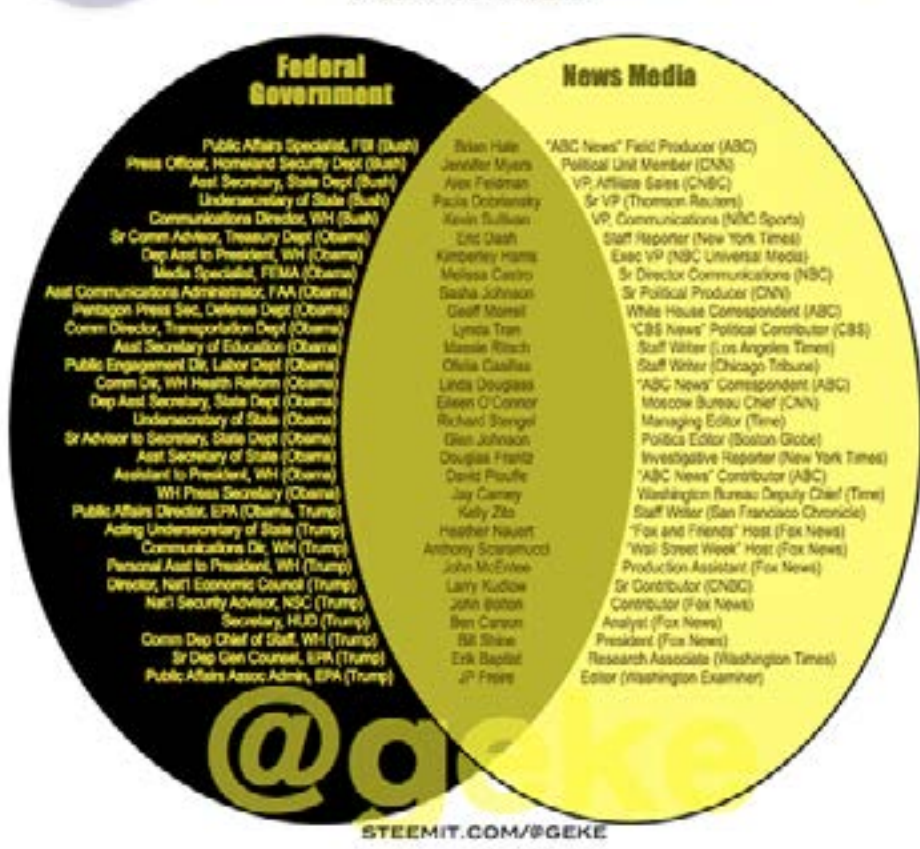 Federal Government
News Media
Public Affairs Specialist, FBI (Bush) Brian Hale "ABC News" Field Producer (ABC)
Press Officer, Homeland Security Dept (Bush) Jennifer Myers Political Unit Member (CNN)
Asst Secretary, State Dept (Bush) Alex Feldman VP, Affiliate Sales (CNBC)
Undersecretary of State (Bush) Paula Dobriansky Sr VP (Thomson Reuters)
Communications Director, WH (Bush) Kevin Sullivan VP, Communications (NBC Sports)
Sr Comm Advisor, Treasury Dept (Obama) Eric Dash Staff Reporter (New York Times)
Dep Asst to President, WH (Obama) Kimberley Harris Exec VP (NBC Universal Media)
Media Specialist, FEMA (Obama) Melissa Castro Sr Director Communications (NBC)
Asst Communications Administrator, FAA (Obama) Sasha Johnson Sr Political Producer (CNN)
Pentagon Press Sec, Defense Dept (Obama) Geoff Morrell White House Correspondent (ABC)
Comm Director, Transportation Dept (Obama) Lynda Tran "CBS News" Political Contributor (CBS)
Asst Secretary of Education (Obama) Massie Ritsch Staff Writer (Los Angeles Times)
Public Engagement Dir, Labor Dept (Obama) Olivia Casillas Staff Writer (Chicago Tribune)
Comm Dir, WH Health Reform (Obama) Linda Douglass "ABC News" Correspondent (ABC)
Dep Asst Secretary, State Dept (Obama) Eileen O'Connor Moscow Bureau Chief (CNN)
Undersecretary of State (Obama) Richard Stengel Managing Editor (Time)
Sr Advisor to Secretary, State Dept (Obama) Glen Johnson Politics Editor (Boston Globe)
Asst Secretary of State (Obama) Douglas Frantz Investigative Reporter (New York Times)
Assistant to President, WH (Obama) David Plouffe "ABC News" Contributor (ABC)
WH Press Secretary (Obama) Jay Carney Washington Bureau Deputy Chief (Time)
Public Affairs Director, EPA (Obama, Trump) Kelly Zito Staff Writer (San Francisco Chronicle)
Acting Undersecretary of State (Trump) Heather Nauert "Fox and Friends" Host (Fox News)
Communications Dir, WH (Trump) Anthony Scaramucci "Wall Street Week" Host (Fox News)
Personal Asst to President, WH (Trump) John McEntee Production Assistant (Fox News)
Director, Nat'l Economic Council (Trump) Larry Kudlow Sr Contributor (CNBC)
Nat'l Security Advisor, NSC (Trump) John Bolton Contributor (Fox News)
Secretary, HUD (Trump) Ben Carson Analyst (Fox News)
Comm Dep Chief of Staff, WH (Trump) Bill Shine President (Fox News)
Sr Dep Gen Counsel, EPA (Trump) Erik Baptist Research Associate (Washington Times)
Public Affairs Assoc Admin, EPA (Trump) JP Freire Editor (Washington Examiner)
@geke
STEEMIT.COM/@GEKE